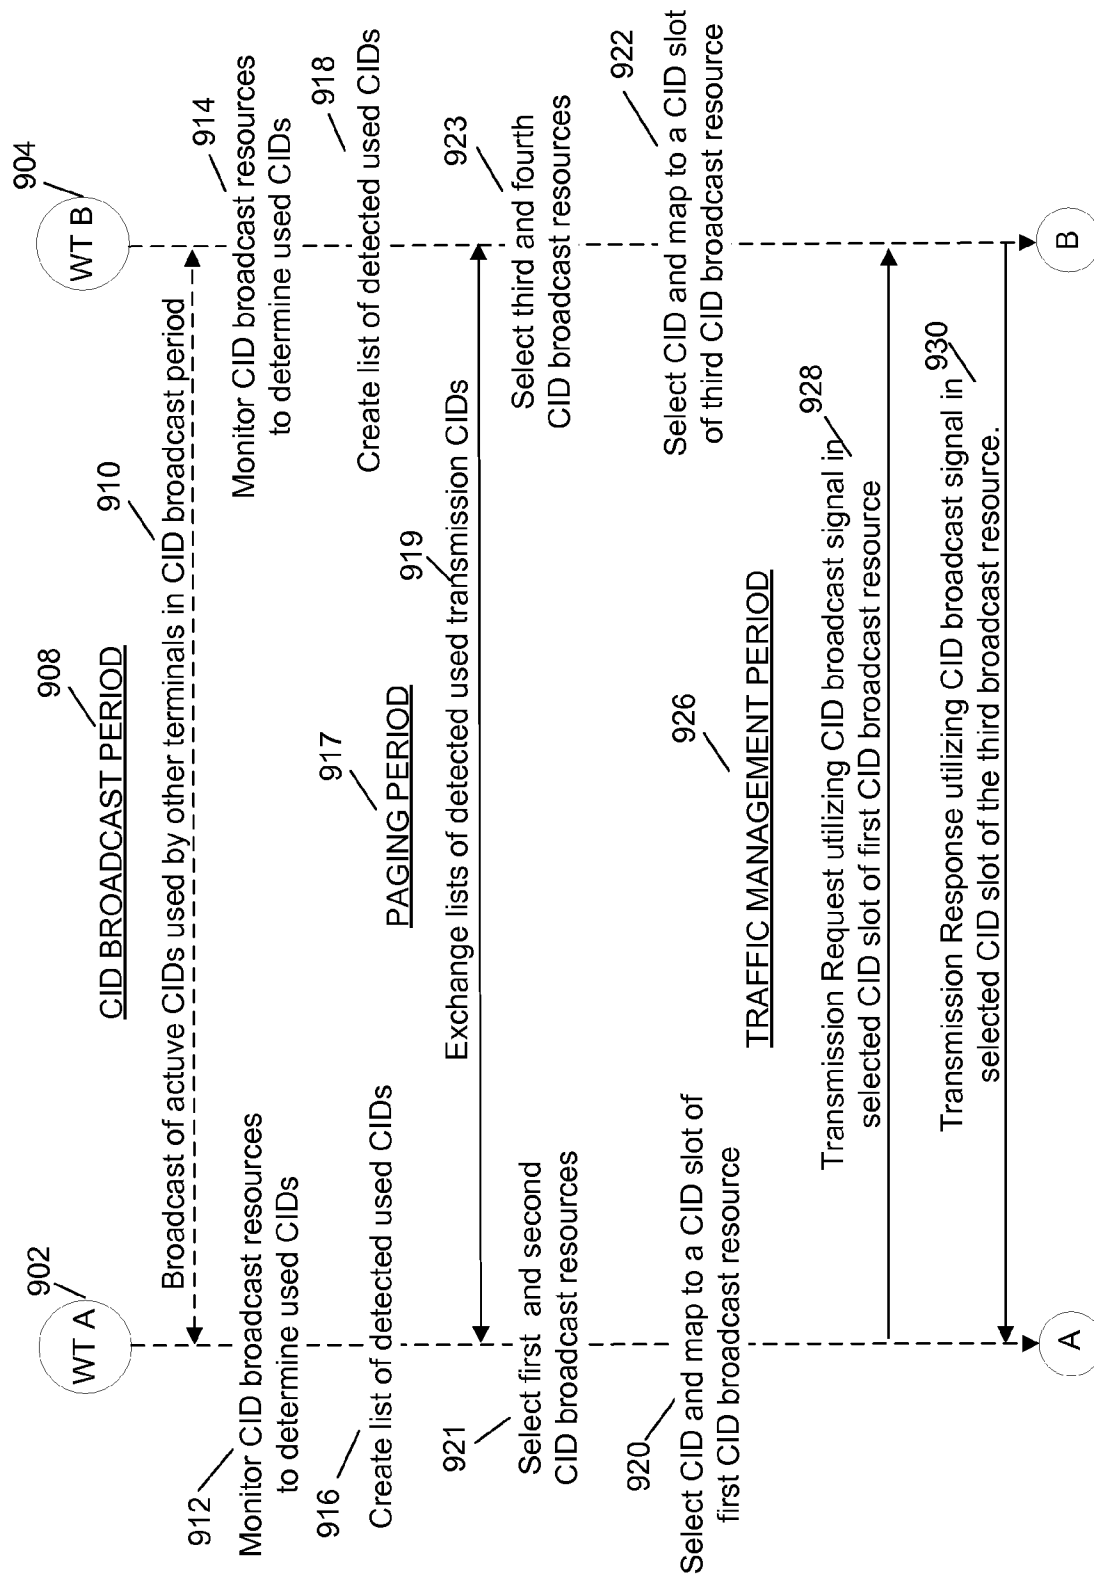 WT A
902
WT B
904
CID BROADCAST PERIOD
908
Broadcast of actuve CIDs used by other terminals in CID broadcast period
910
912
Monitor CID broadcast resources
to determine used CIDs
914
Monitor CID broadcast resources
to determine used CIDs
916
Create list of detected used CIDs
918
Create list of detected used CIDs
917
PAGING PERIOD
919
Exchange lists of detected used transmission CIDs
921
Select first and second
CID broadcast resources
923
Select third and fourth
CID broadcast resources
920
Select CID and map to a CID slot of
first CID broadcast resource
922
Select CID and map to a CID slot
of third CID broadcast resource
926
TRAFFIC MANAGEMENT PERIOD
928
Transmission Request utilizing CID broadcast signal in
selected CID slot of first CID broadcast resource
930
Transmission Response utilizing CID broadcast signal in
selected CID slot of the third broadcast resource.
A
B